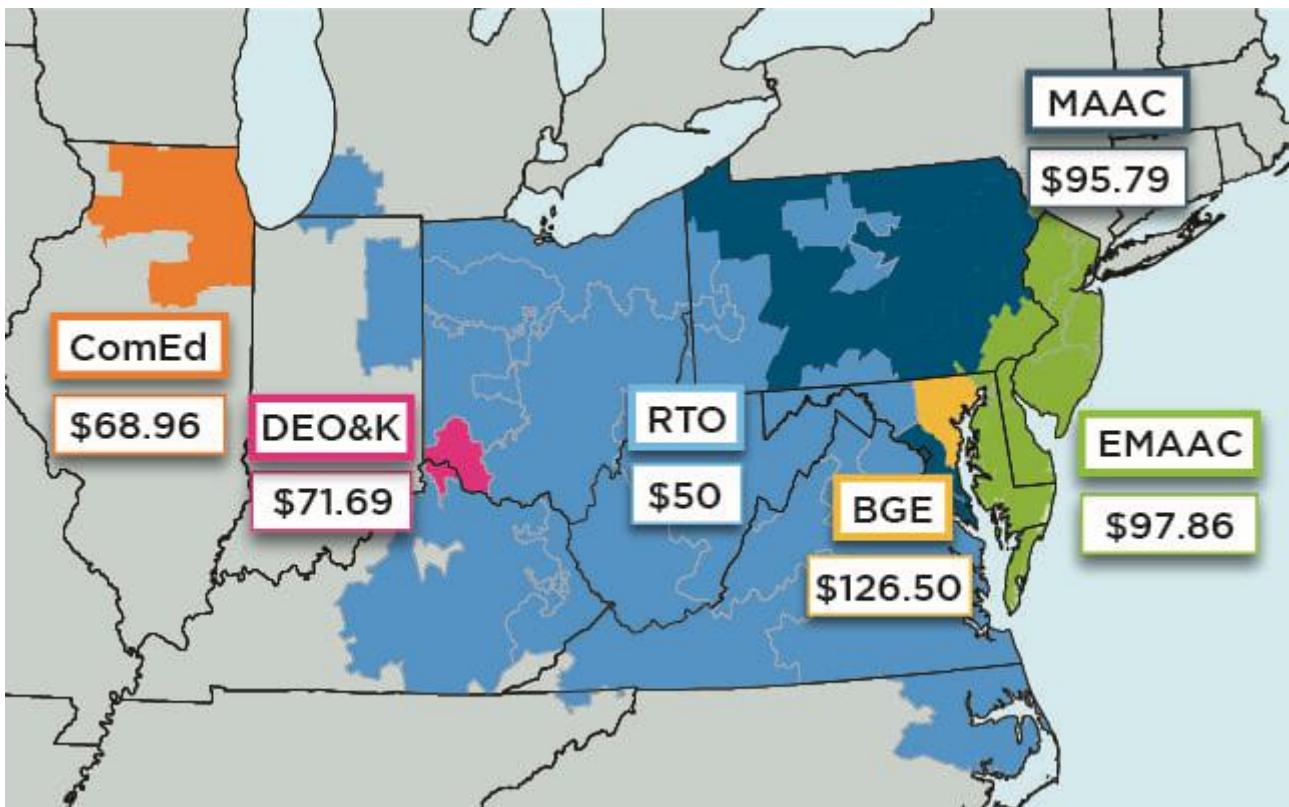 MAAC
$95.79
ComEd
$68.96
DEO&K
$71.69
RTO
$50
BGE
$126.50
EMAAC
$97.86